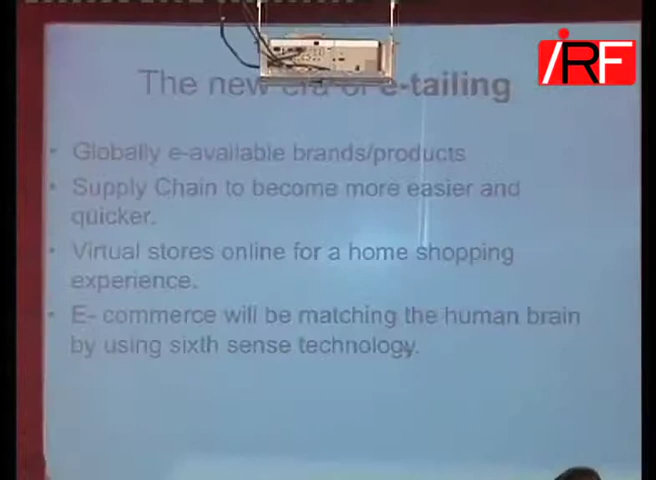 iRF
The new era of e-tailing
• Globally e-available brands/products
• Supply Chain to become more easier and
quicker.
• Virtual stores online for a home shopping
experience.
• E- commerce will be matching the human brain
by using sixth sense technology.